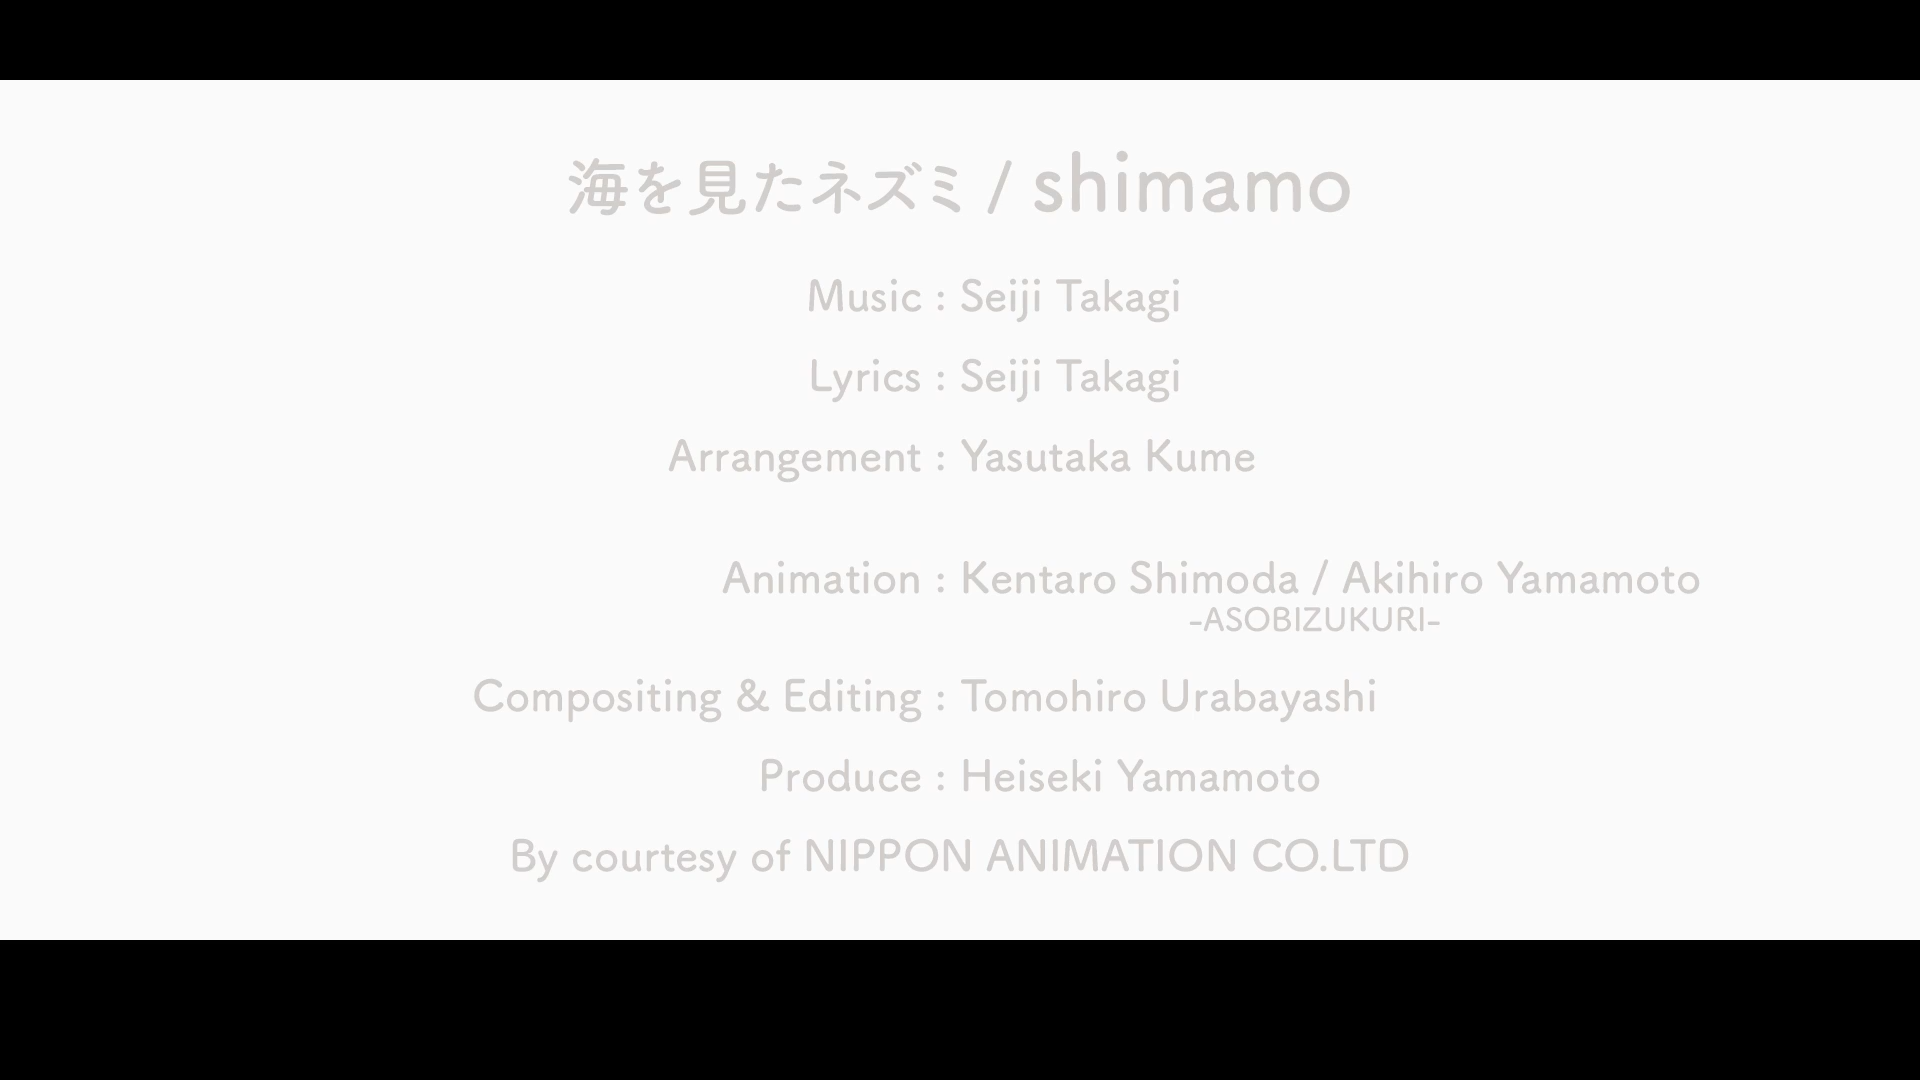 海を見たネズミ / shimamo
Music : Seiji Takagi
Lyrics : Seiji Takagi
Arrangement : Yasutaka Kume
Animation : Kentaro Shimoda / Akihiro Yamamoto
-ASOBIZUKURI-
Compositing & Editing : Tomohiro Urabayashi
Produce : Heiseki Yamamoto
By courtesy of NIPPON ANIMATION CO.LTD